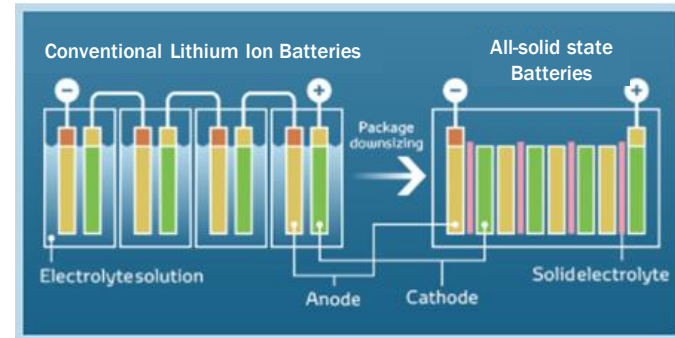 Conventional Lithium Ion Batteries
All-solid state
Batteries
Package
downsizing
Electrolytesolution
Anode
Cathode
Solidelectrolyte